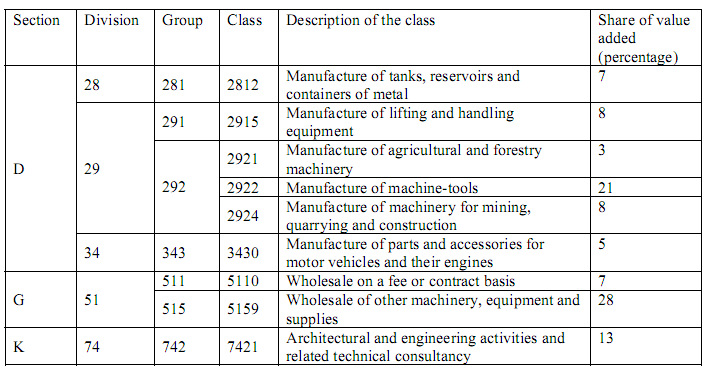 Section Division Group Class Description of the class Share of value
added
(percentage)
D 28 281 2812 Manufacture of tanks, reservoirs and 7
containers of metal
29 291 2915 Manufacture of lifting and handling 8
equipment
292 2921 Manufacture of agricultural and forestry 3
machinery
2922 Manufacture of machine-tools 21
2924 Manufacture of machinery for mining, 8
quarrying and construction
34 343 3430 Manufacture of parts and accessories for 5
motor vehicles and their engines
G 51 511 5110 Wholesale on a fee or contract basis 7
515 5159 Wholesale of other machinery, equipment and 28
supplies
K 74 742 7421 Architectural and engineering activities and 13
related technical consultancy